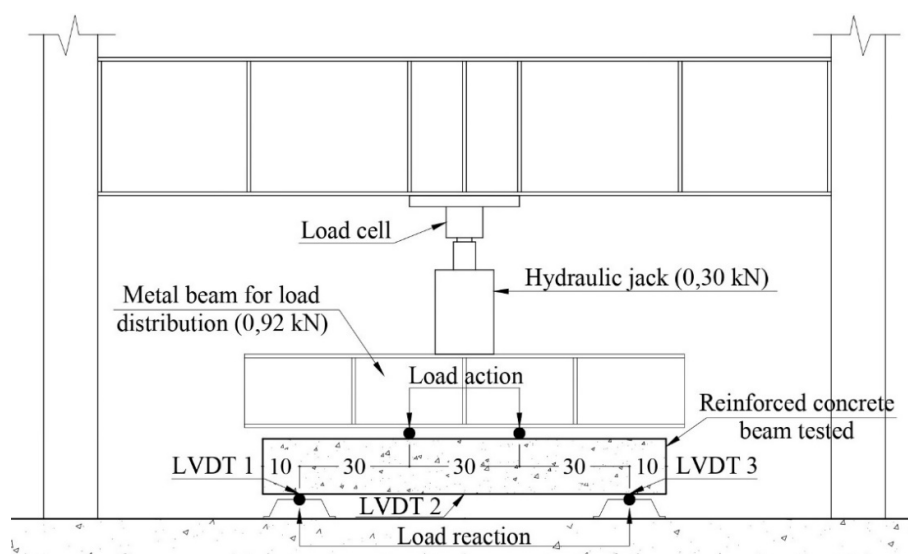 Load cell
Hydraulic jack (0,30 kN)
Metal beam for load
distribution (0,92 kN)
Load action
Reinforced concrete
beam tested
LVDT 1
10
30
30
30
10
LVDT 3
LVDT 2
Load reaction